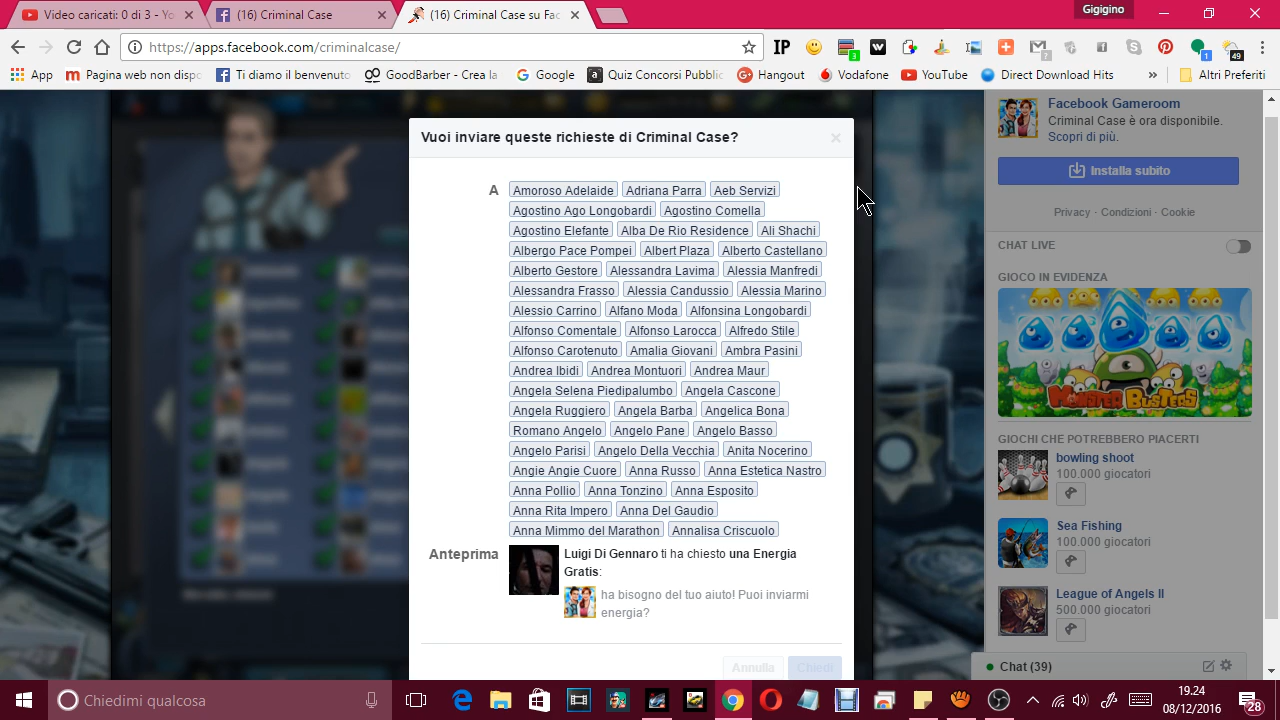 Video caricati: 0 di 3 - Yo
(16) Criminal Case
(16) Criminal Case su Fac
Gigigino
https://apps.facebook.com/criminalcase/
IP
3
W
?
1
49
App
Pagina web non dispo
Ti diamo il benvenuto
GoodBarber - Crea la
Google
Quiz Concorsi Pubblic
Hangout
Vodafone
YouTube
Direct Download Hits
»
Altri Preferiti
Vuoi inviare queste richieste di Criminal Case?
A
Amoroso Adelaide Adriana Parra Aeb Servizi
Agostino Ago Longobardi Agostino Comella
Agostino Elefante Alba De Rio Residence Ali Shachi
Albergo Pace Pompei Albert Plaza Alberto Castellano
Alberto Gestore Alessandra Lavima Alessia Manfredi
Alessandra Frasso Alessia Candussio Alessia Marino
Alessio Carrino Alfano Moda Alfonsina Longobardi
Alfonso Comentale Alfonso Larocca Alfredo Stile
Alfonso Carotenuto Amalia Giovani Ambra Pasini
Andrea Ibidi Andrea Montuori Andrea Maur
Angela Selena Piedipalumbo Angela Cascone
Angela Ruggiero Angela Barba Angelica Bona
Romano Angelo Angelo Pane Angelo Basso
Angelo Parisi Angelo Della Vecchia Anita Nocerino
Angie Angie Cuore Anna Russo Anna Estetica Nastro
Anna Pollio Anna Tonzino Anna Esposito
Anna Rita Impero Anna Del Gaudio
Anna Mimmo del Marathon Annalisa Criscuolo
Anteprima
Luigi Di Gennaro ti ha chiesto una Energia
Gratis:
ha bisogno del tuo aiuto! Puoi inviarmi
energia?
Annulla Chiedi
Facebook Gameroom
Criminal Case è ora disponibile.
Scopri di più.
Installa subito
Privacy · Condizioni · Cookie
CHAT LIVE
GIOCO IN EVIDENZA
MONSTER BUSTERS
GIOCHI CHE POTREBBERO PIACERTI
bowling shoot
100.000 giocatori
Sea Fishing
100.000 giocatori
League of Angels II
500.000 giocatori
Chat (39)
Chiedimi qualcosa
19.24
08/12/2016
28